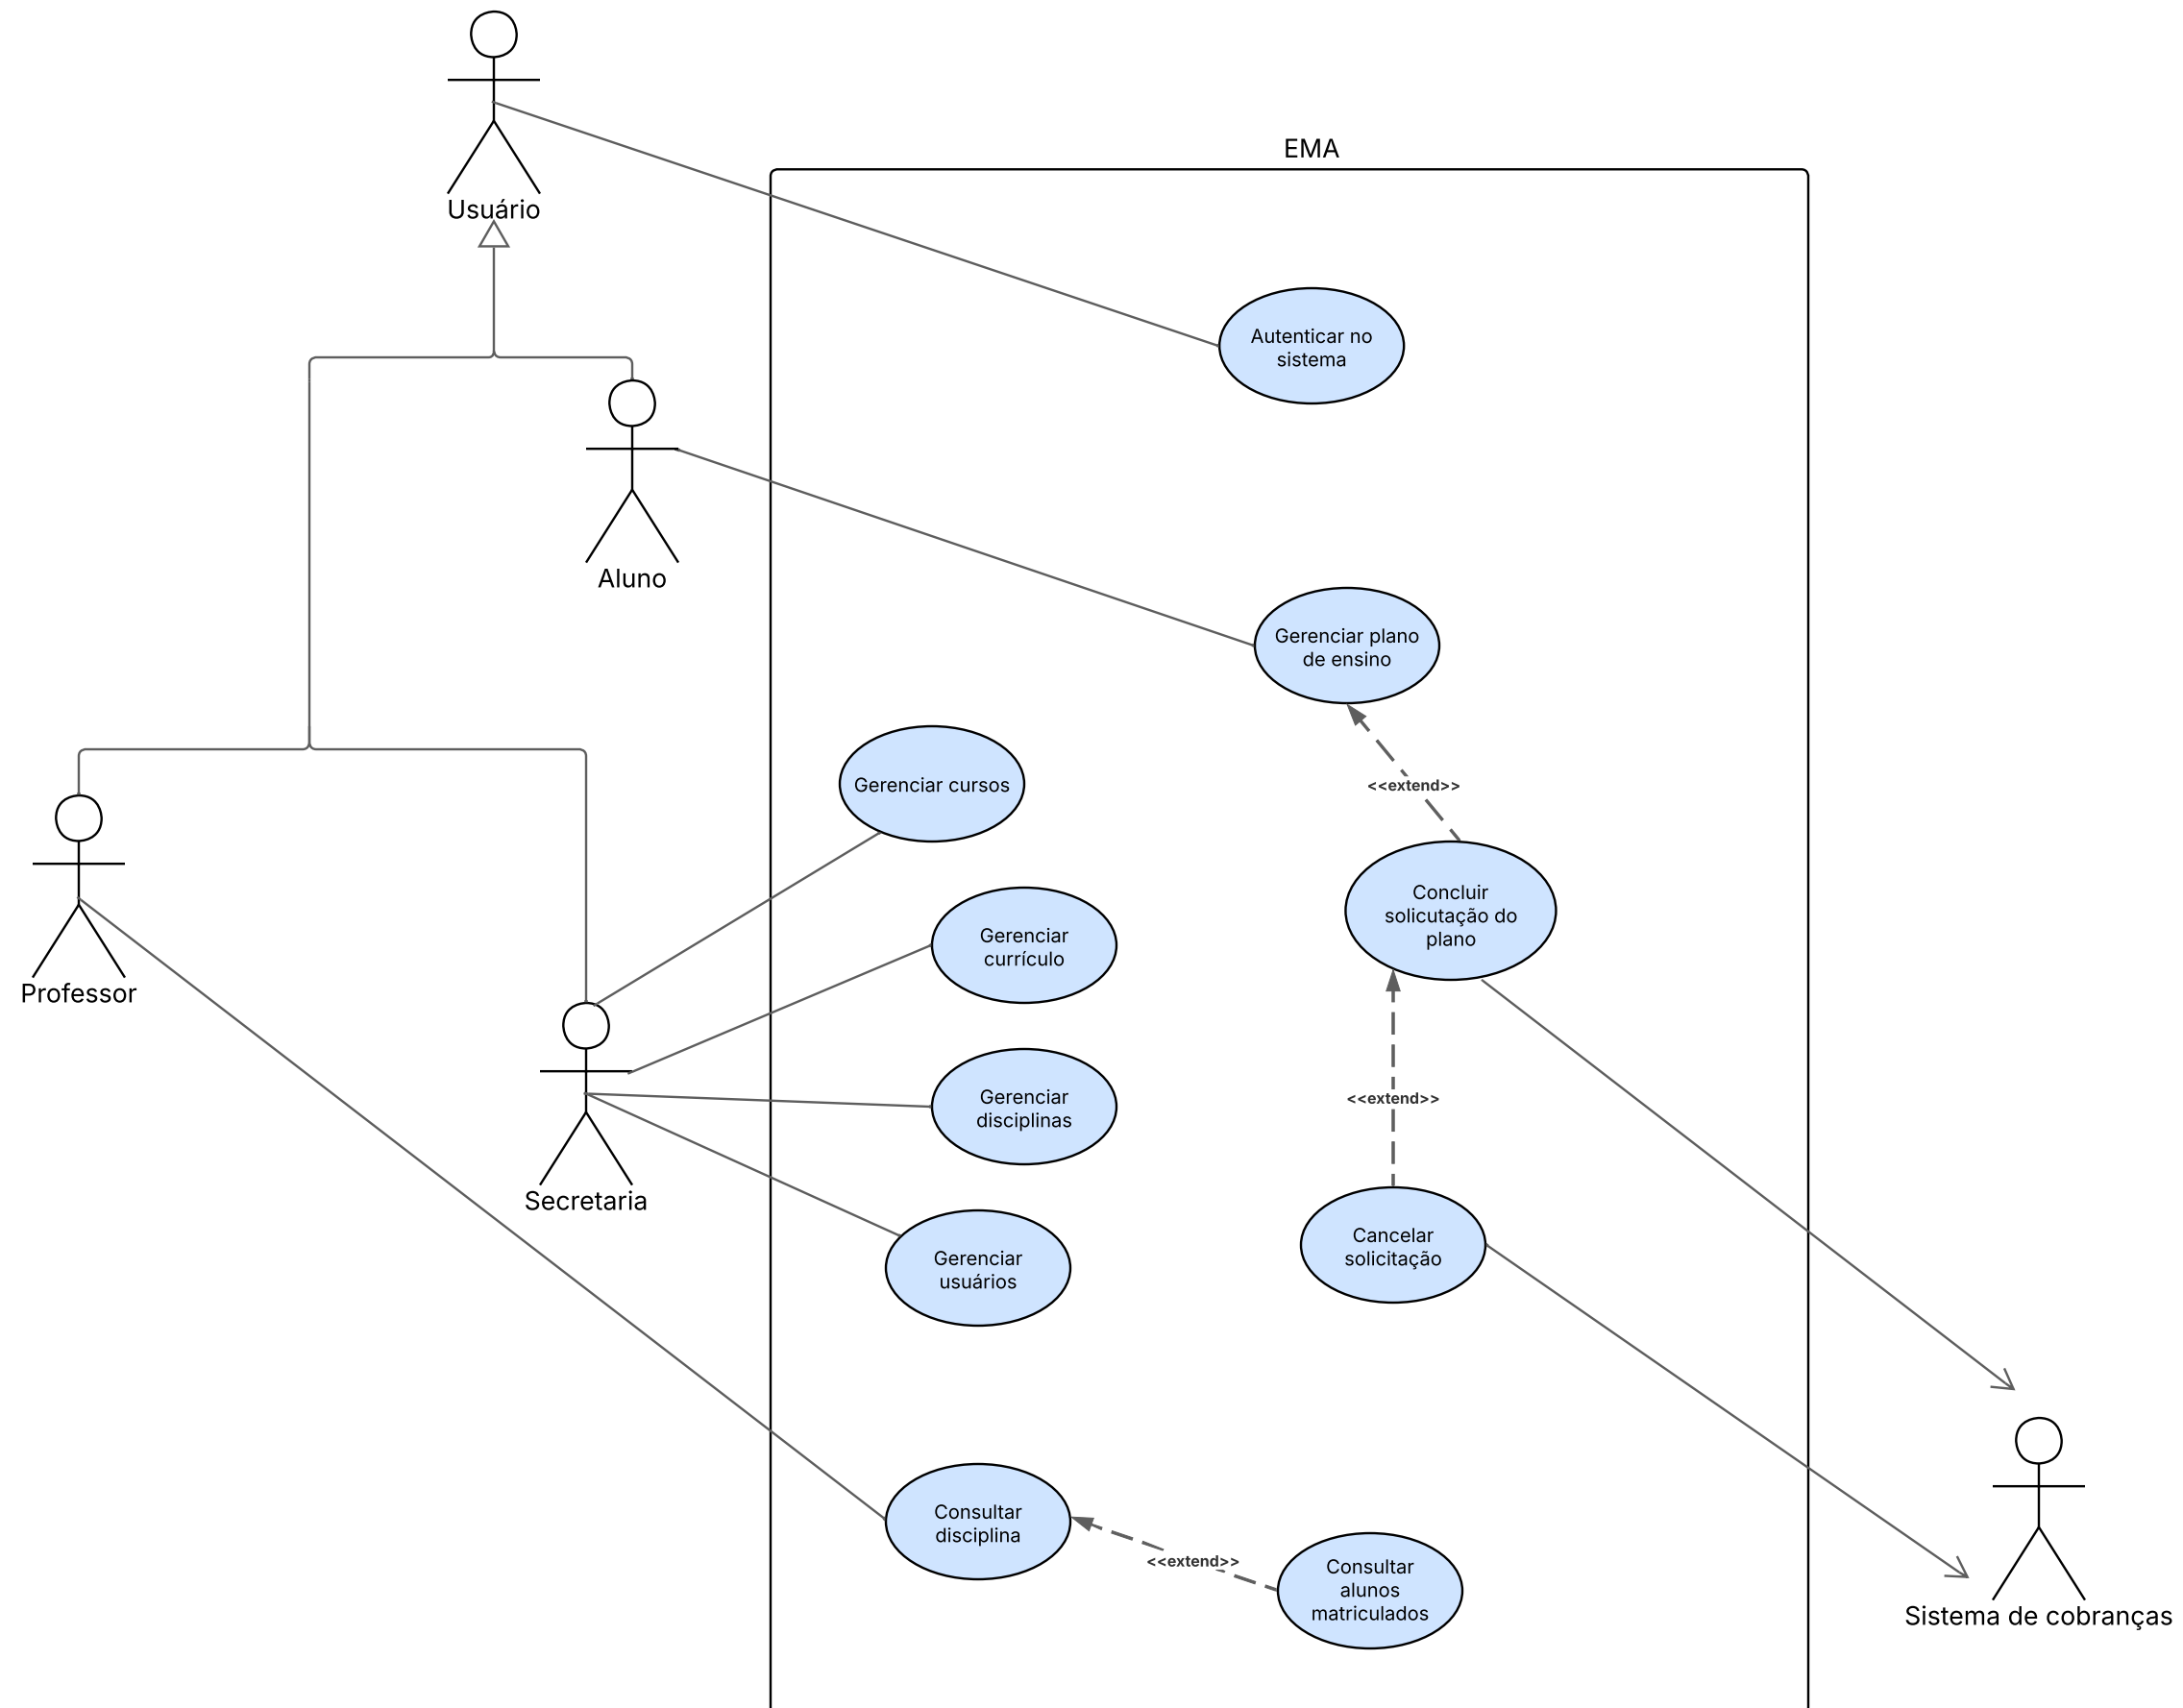 Usuário
EMA
Autenticar no
sistema
Aluno
Gerenciar plano
de ensino
Gerenciar cursos
<<extend>>
Concluir
solicutação do
plano
Gerenciar
currículo
Professor
Gerenciar
disciplinas
<<extend>>
Secretaria
Cancelar
solicitação
Gerenciar
usuários
Consultar
disciplina
<<extend>>
Consultar
alunos
matriculados
Sistema de cobranças